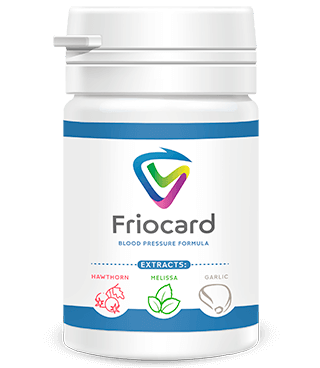 Friocard
BLOOD PRESSURE FORMULA
EXTRACTS:
HAWTHORN MELISSA GARLIC